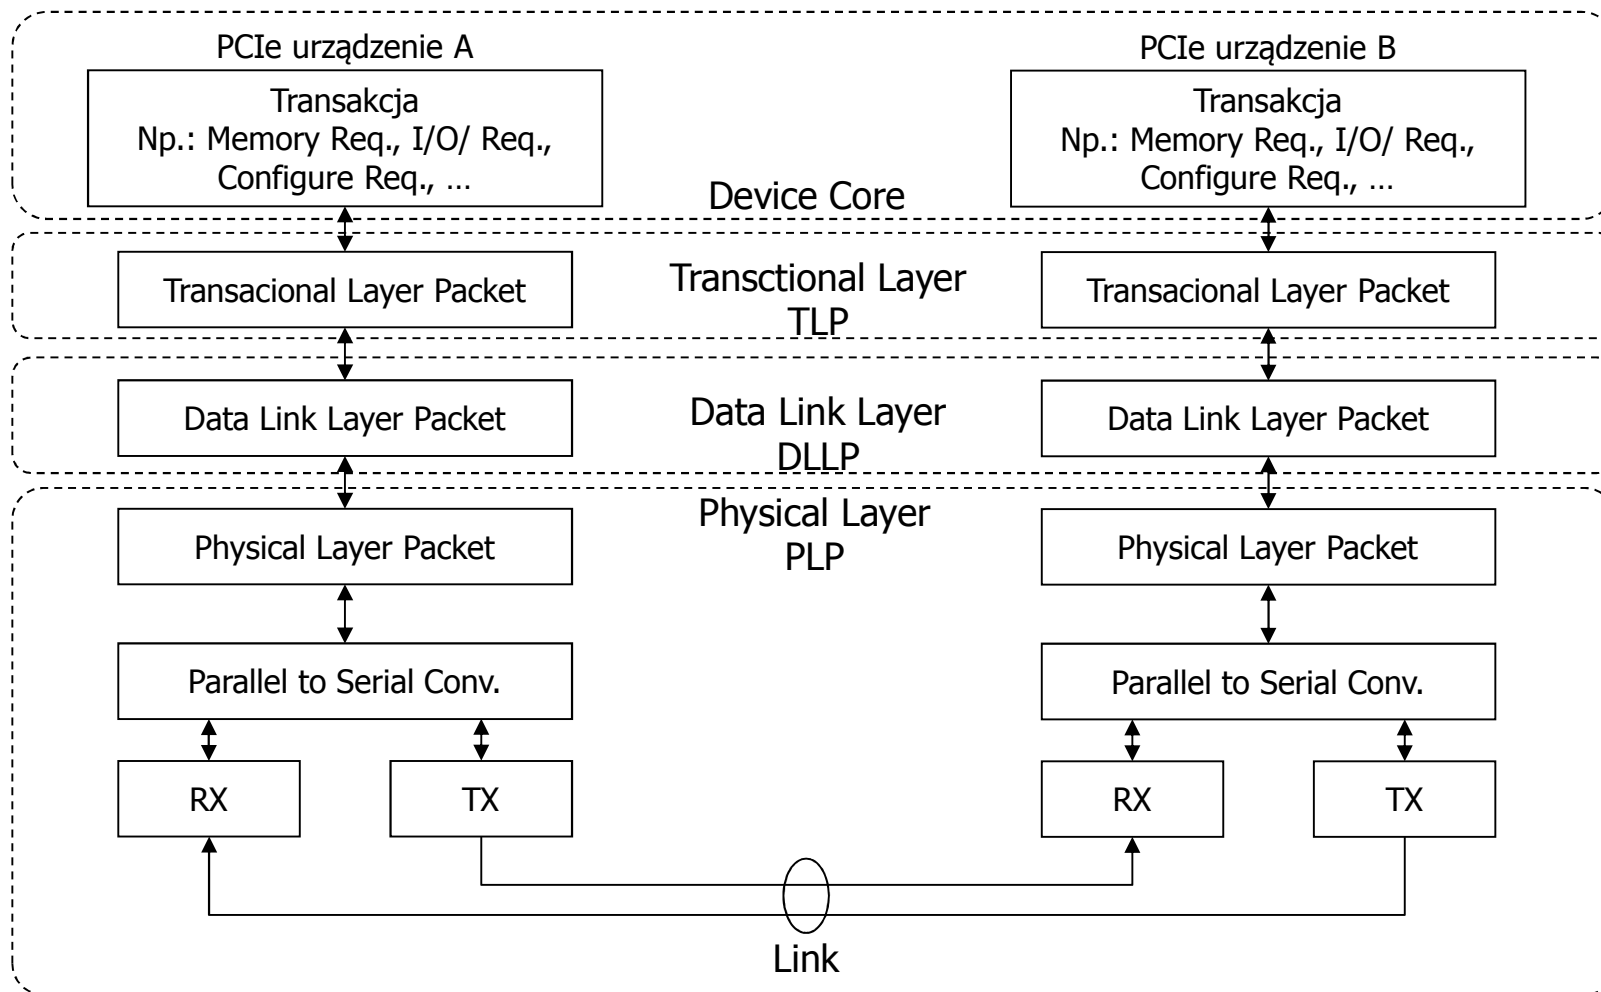 PCIe urządzenie A
Transakcja
Np.: Memory Req., I/O/ Req.,
Configure Req., …
PCIe urządzenie B
Transakcja
Np.: Memory Req., I/O/ Req.,
Configure Req., …
Device Core
Transacional Layer Packet
Transctional Layer
TLP
Transacional Layer Packet
Data Link Layer Packet
Data Link Layer
DLLP
Data Link Layer Packet
Physical Layer
PLP
Physical Layer Packet
Physical Layer Packet
Parallel to Serial Conv.
Parallel to Serial Conv.
RX
TX
RX
TX
Link